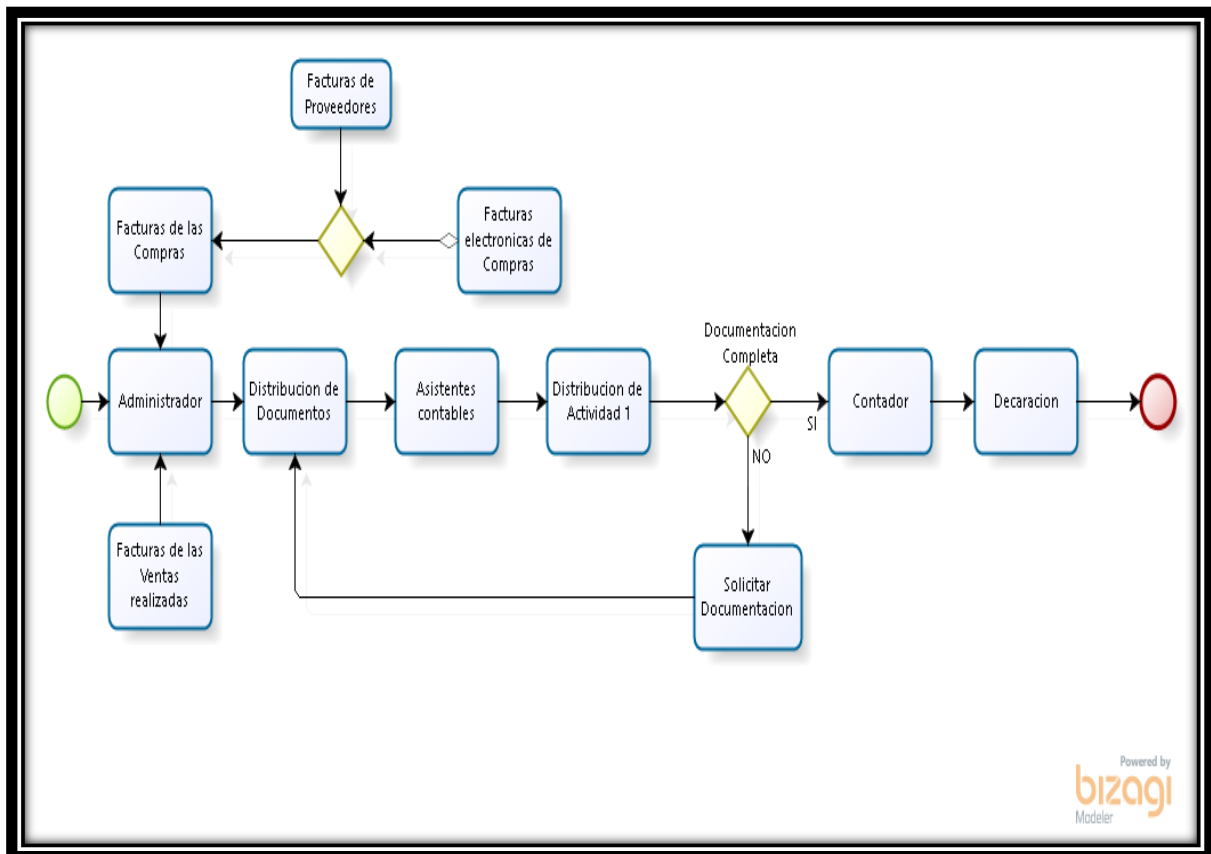 Facturas de
Proveedores
Facturas de las
Compras
Facturas
electronicas de
Compras
Documentacion
Completa
Administrador
Distribucion de
Documentos
Asistentes
contables
Distribucion de
Actividad 1
SI
Contador
Decaracion
NO
Facturas de las
Ventas
realizadas
Solicitar
Documentacion
Powered by
bizagi
Modeler